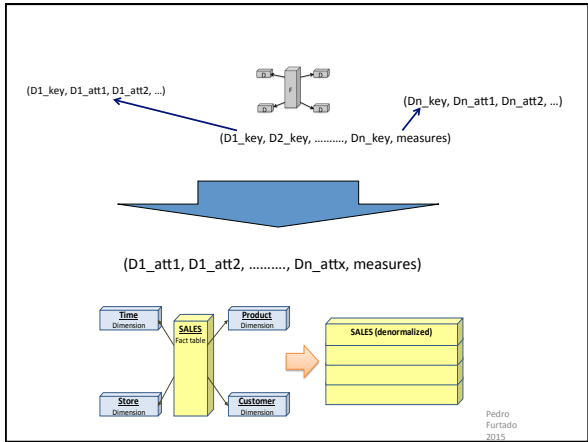 D
D
F
D
D
(D1_key, D1_att1, D1_att2, ...)
(Dn_key, Dn_att1, Dn_att2, ...)
(D1_key, D2_key, ………., Dn_key, measures)
(D1_att1, D1_att2, ………., Dn_attx, measures)
Time
Dimension
SALES
Fact table
Product
Dimension
SALES (denormalized)
Store
Dimension
Customer
Dimension
Pedro
Furtado
2015